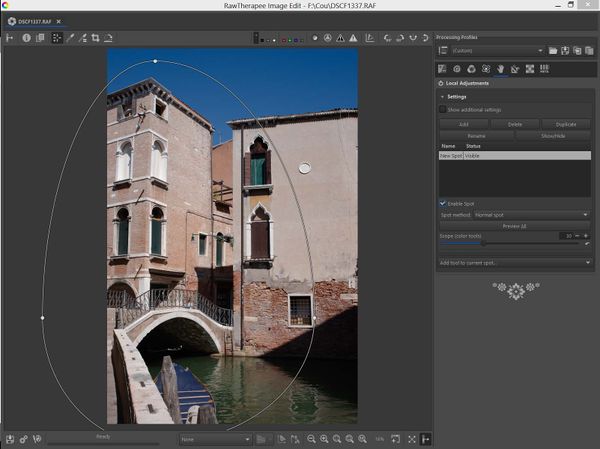 RawTherapee Image Edit - F:\Cou\DSCF1337.RAF
DSCF1337.RAF
Processing Profiles
(Custom)
Local Adjustments
Settings
Show additional settings
Add Delete Duplicate
Rename Show/Hide
Name Status
New Spot Visible
Enable Spot
Spot method: Normal spot
Preview All
Scope (color tools) 30
Add tool to current spot...
Ready
None
16%